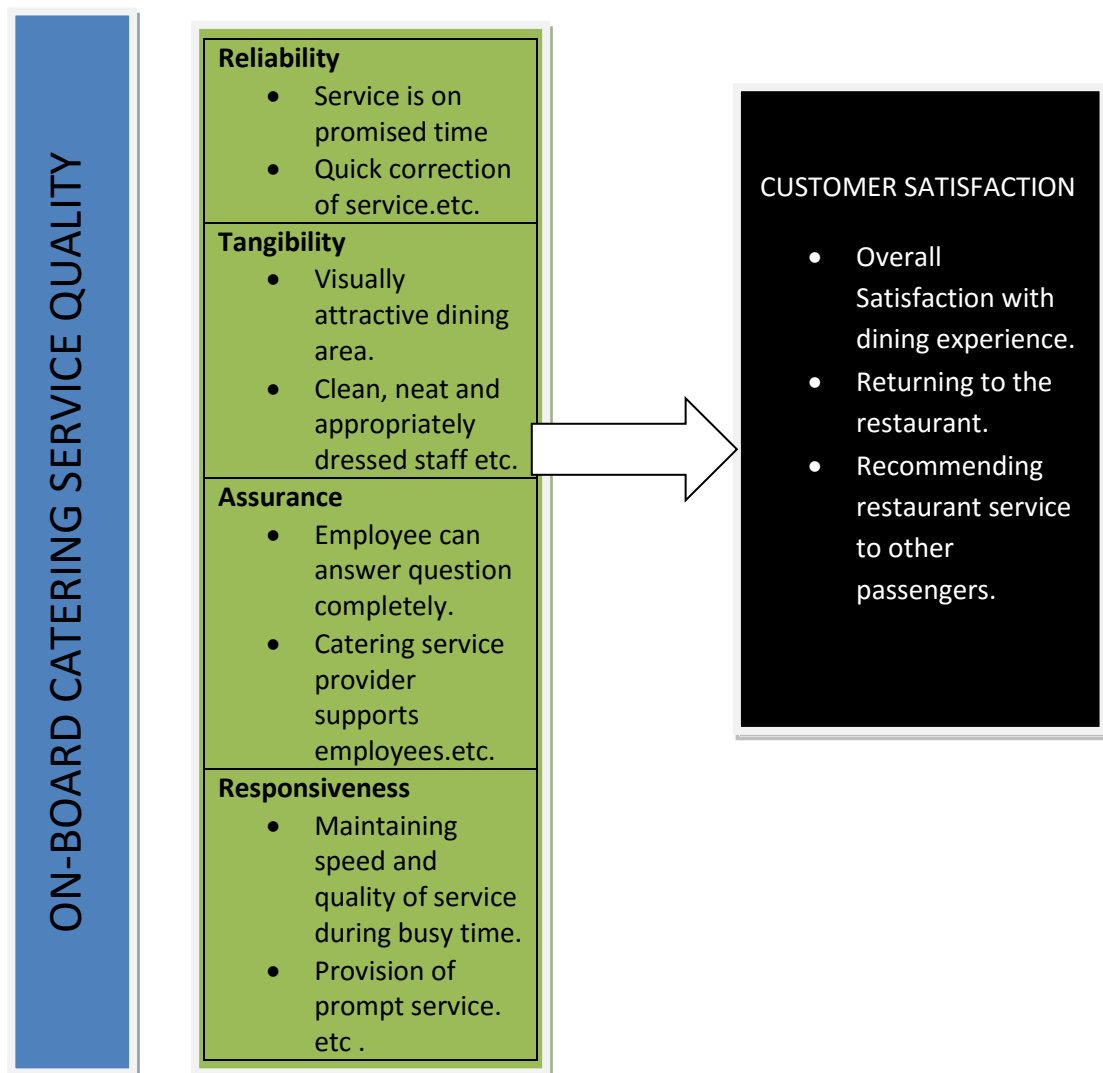 ON-BOARD CATERING SERVICE QUALITY
Reliability
• Service is on
promised time
• Quick correction
of service.etc.
Tangibility
• Visually
attractive dining
area.
• Clean, neat and
appropriately
dressed staff etc.
Assurance
• Employee can
answer question
completely.
• Catering service
provider
supports
employees.etc.
Responsiveness
• Maintaining
speed and
quality of service
during busy time.
• Provision of
prompt service.
etc .
CUSTOMER SATISFACTION
• Overall
Satisfaction with
dining experience.
• Returning to the
restaurant.
• Recommending
restaurant service
to other
passengers.